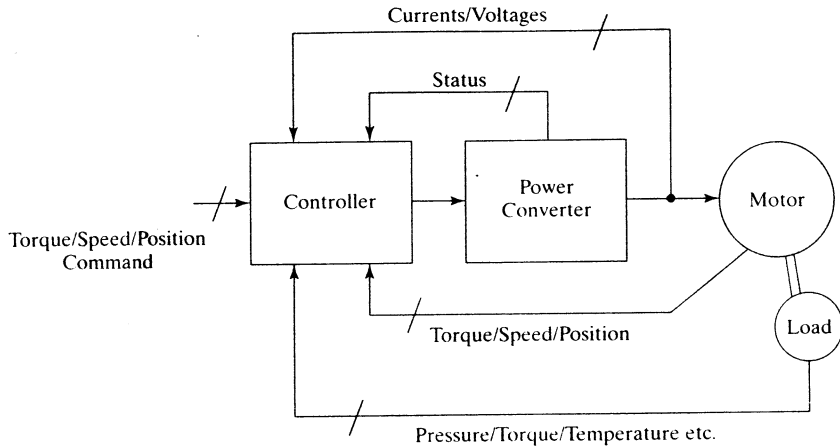 Currents/Voltages
Status
Controller
Power
Converter
Motor
Torque/Speed/Position
Command
Load
Torque/Speed/Position
Pressure/Torque/Temperature etc.